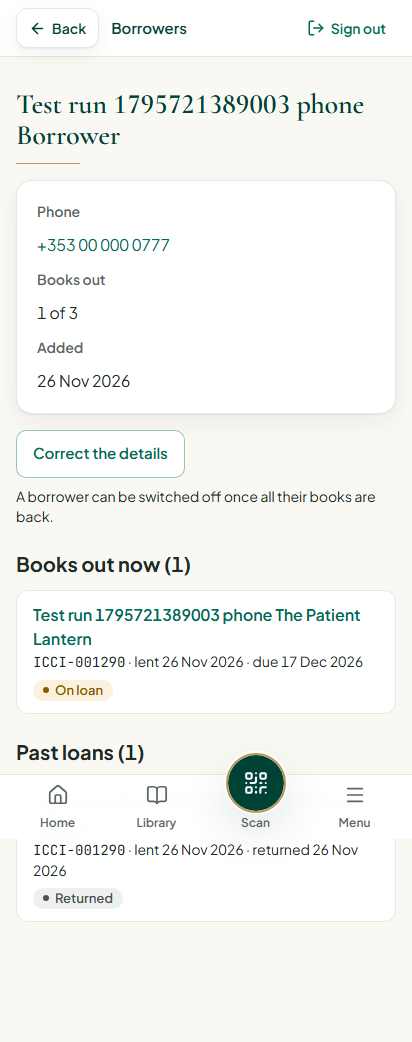 Back
Borrowers
Sign out
Test run 1795721389003 phone
Borrower
Phone
+353 00 000 0777
Books out
1 of 3
Added
26 Nov 2026
Correct the details
A borrower can be switched off once all their books are
back.
Books out now (1)
Test run 1795721389003 phone The Patient
Lantern
ICCI-001290 · lent 26 Nov 2026 · due 17 Dec 2026
On loan
Past loans (1)
Home
Library
Scan
Menu
ICCI-001290 · lent 26 Nov 2026 · returned 26 Nov
2026
Returned